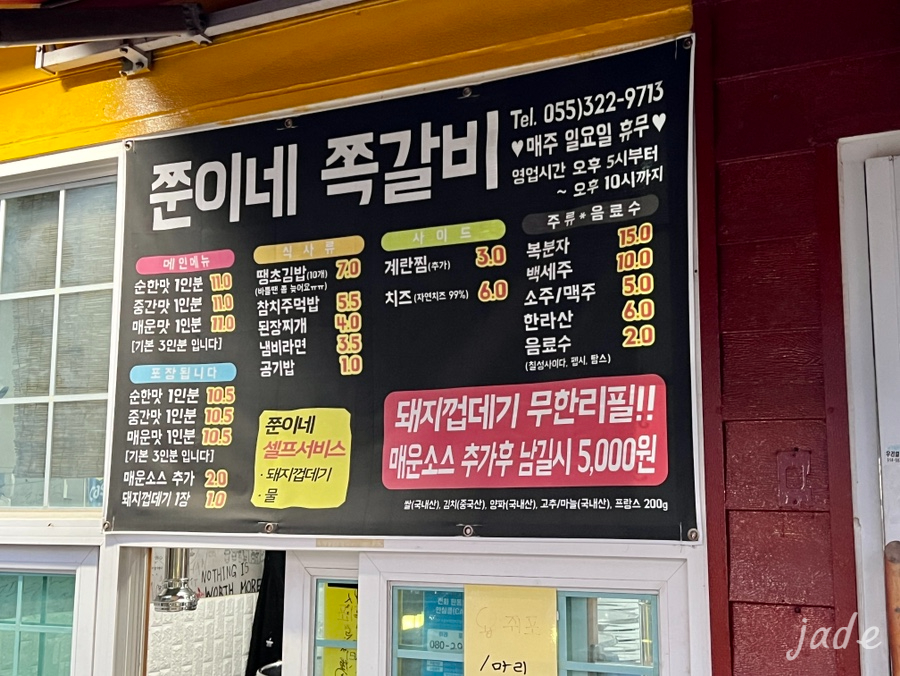 쭌이네 쪽갈비
Tel. 055)322-9713
♥매주 일요일 휴무♥
영업시간 오후 5시부터
~ 오후 10시까지
메인메뉴
순한맛 1인분 11.0
중간맛 1인분 11.0
매운맛 1인분 11.0
[기본 3인분 입니다]
포장됩니다
순한맛 1인분 10.5
중간맛 1인분 10.5
매운맛 1인분 10.5
[기본 3인분 입니다]
매운소스 추가 2.0
돼지껍데기 1장 1.0
식사류
땡초김밥(10개) 7.0
(바쁠땐 좀 늦어요ㅠㅠ)
참치주먹밥 5.5
된장찌개 4.0
냄비라면 3.5
공기밥 1.0
쭌이네
셀프서비스
· 돼지껍데기
· 물
사이드
계란찜(추가) 3.0
치즈(자연치즈 99%) 6.0
주류*음료수
복분자 15.0
백세주 10.0
소주/맥주 5.0
한라산 6.0
음료수 2.0
(칠성사이다, 펩시, 탐스)
돼지껍데기 무한리필!!
매운소스 추가후 남길시 5,000원
쌀(국내산), 김치(중국산), 양파(국내산), 고추/마늘(국내산), 프랑스 200g
NOTHING IS
WORTH MORE
080-2
/마리
jade